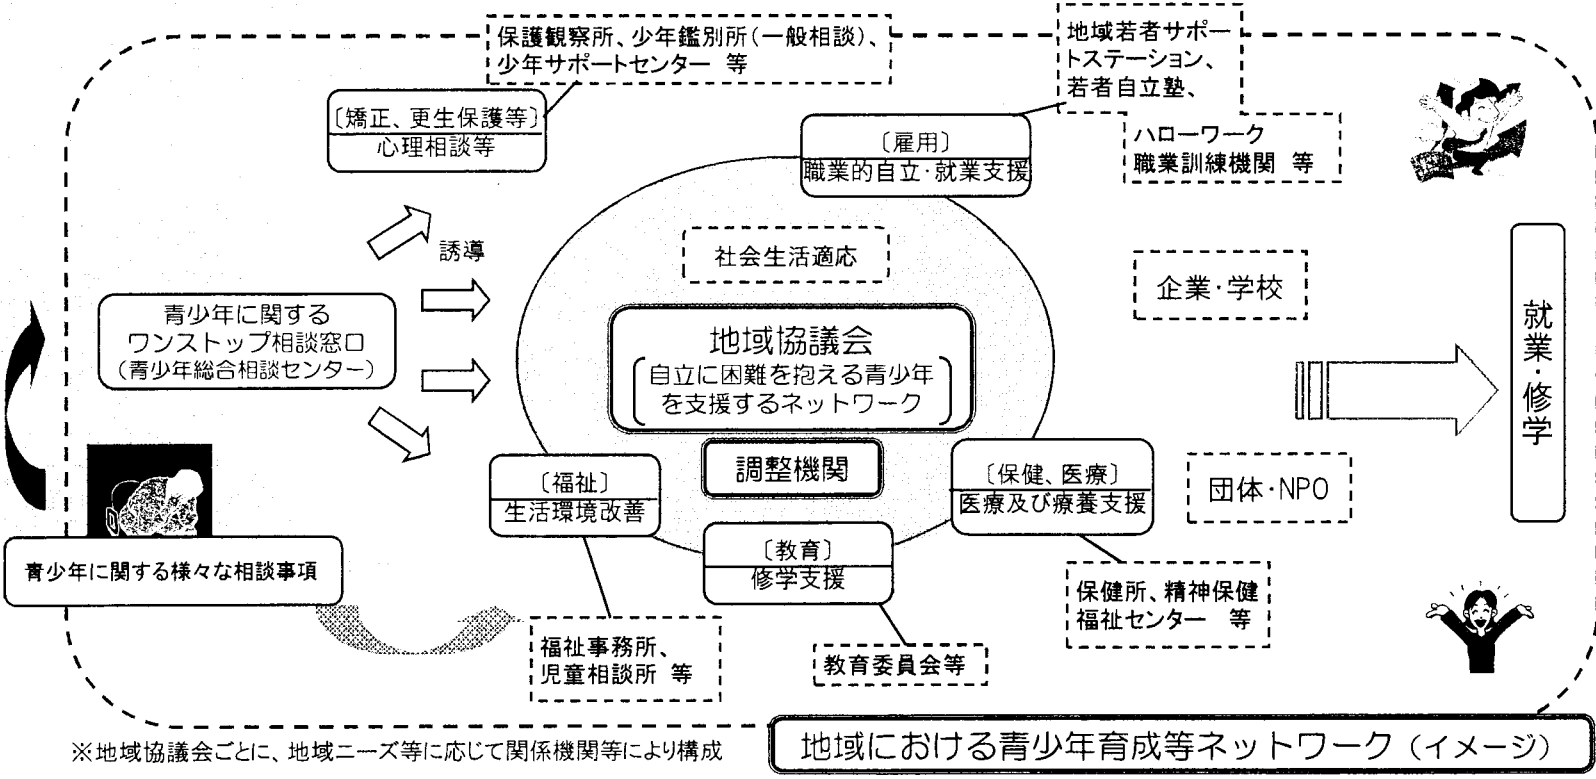 保護観察所、少年鑑別所（一般相談）、
少年サポートセンター 等
地域若者サポー
トステーション、
若者自立塾、
ハローワーク
職業訓練機関 等
〔矯正、更生保護等〕
心理相談等
〔雇用〕
職業的自立・就業支援
誘導
社会生活適応
企業・学校
青少年に関する
ワンストップ相談窓口
（青少年総合相談センター）
地域協議会
自立に困難を抱える青少年
を支援するネットワーク
調整機関
就業・修学
〔福祉〕
生活環境改善
〔保健、医療〕
医療及び療養支援
団体・NPO
〔教育〕
修学支援
青少年に関する様々な相談事項
福祉事務所、
児童相談所 等
教育委員会等
保健所、精神保健
福祉センター 等
※地域協議会ごとに、地域ニーズ等に応じて関係機関等により構成
地域における青少年育成等ネットワーク（イメージ）